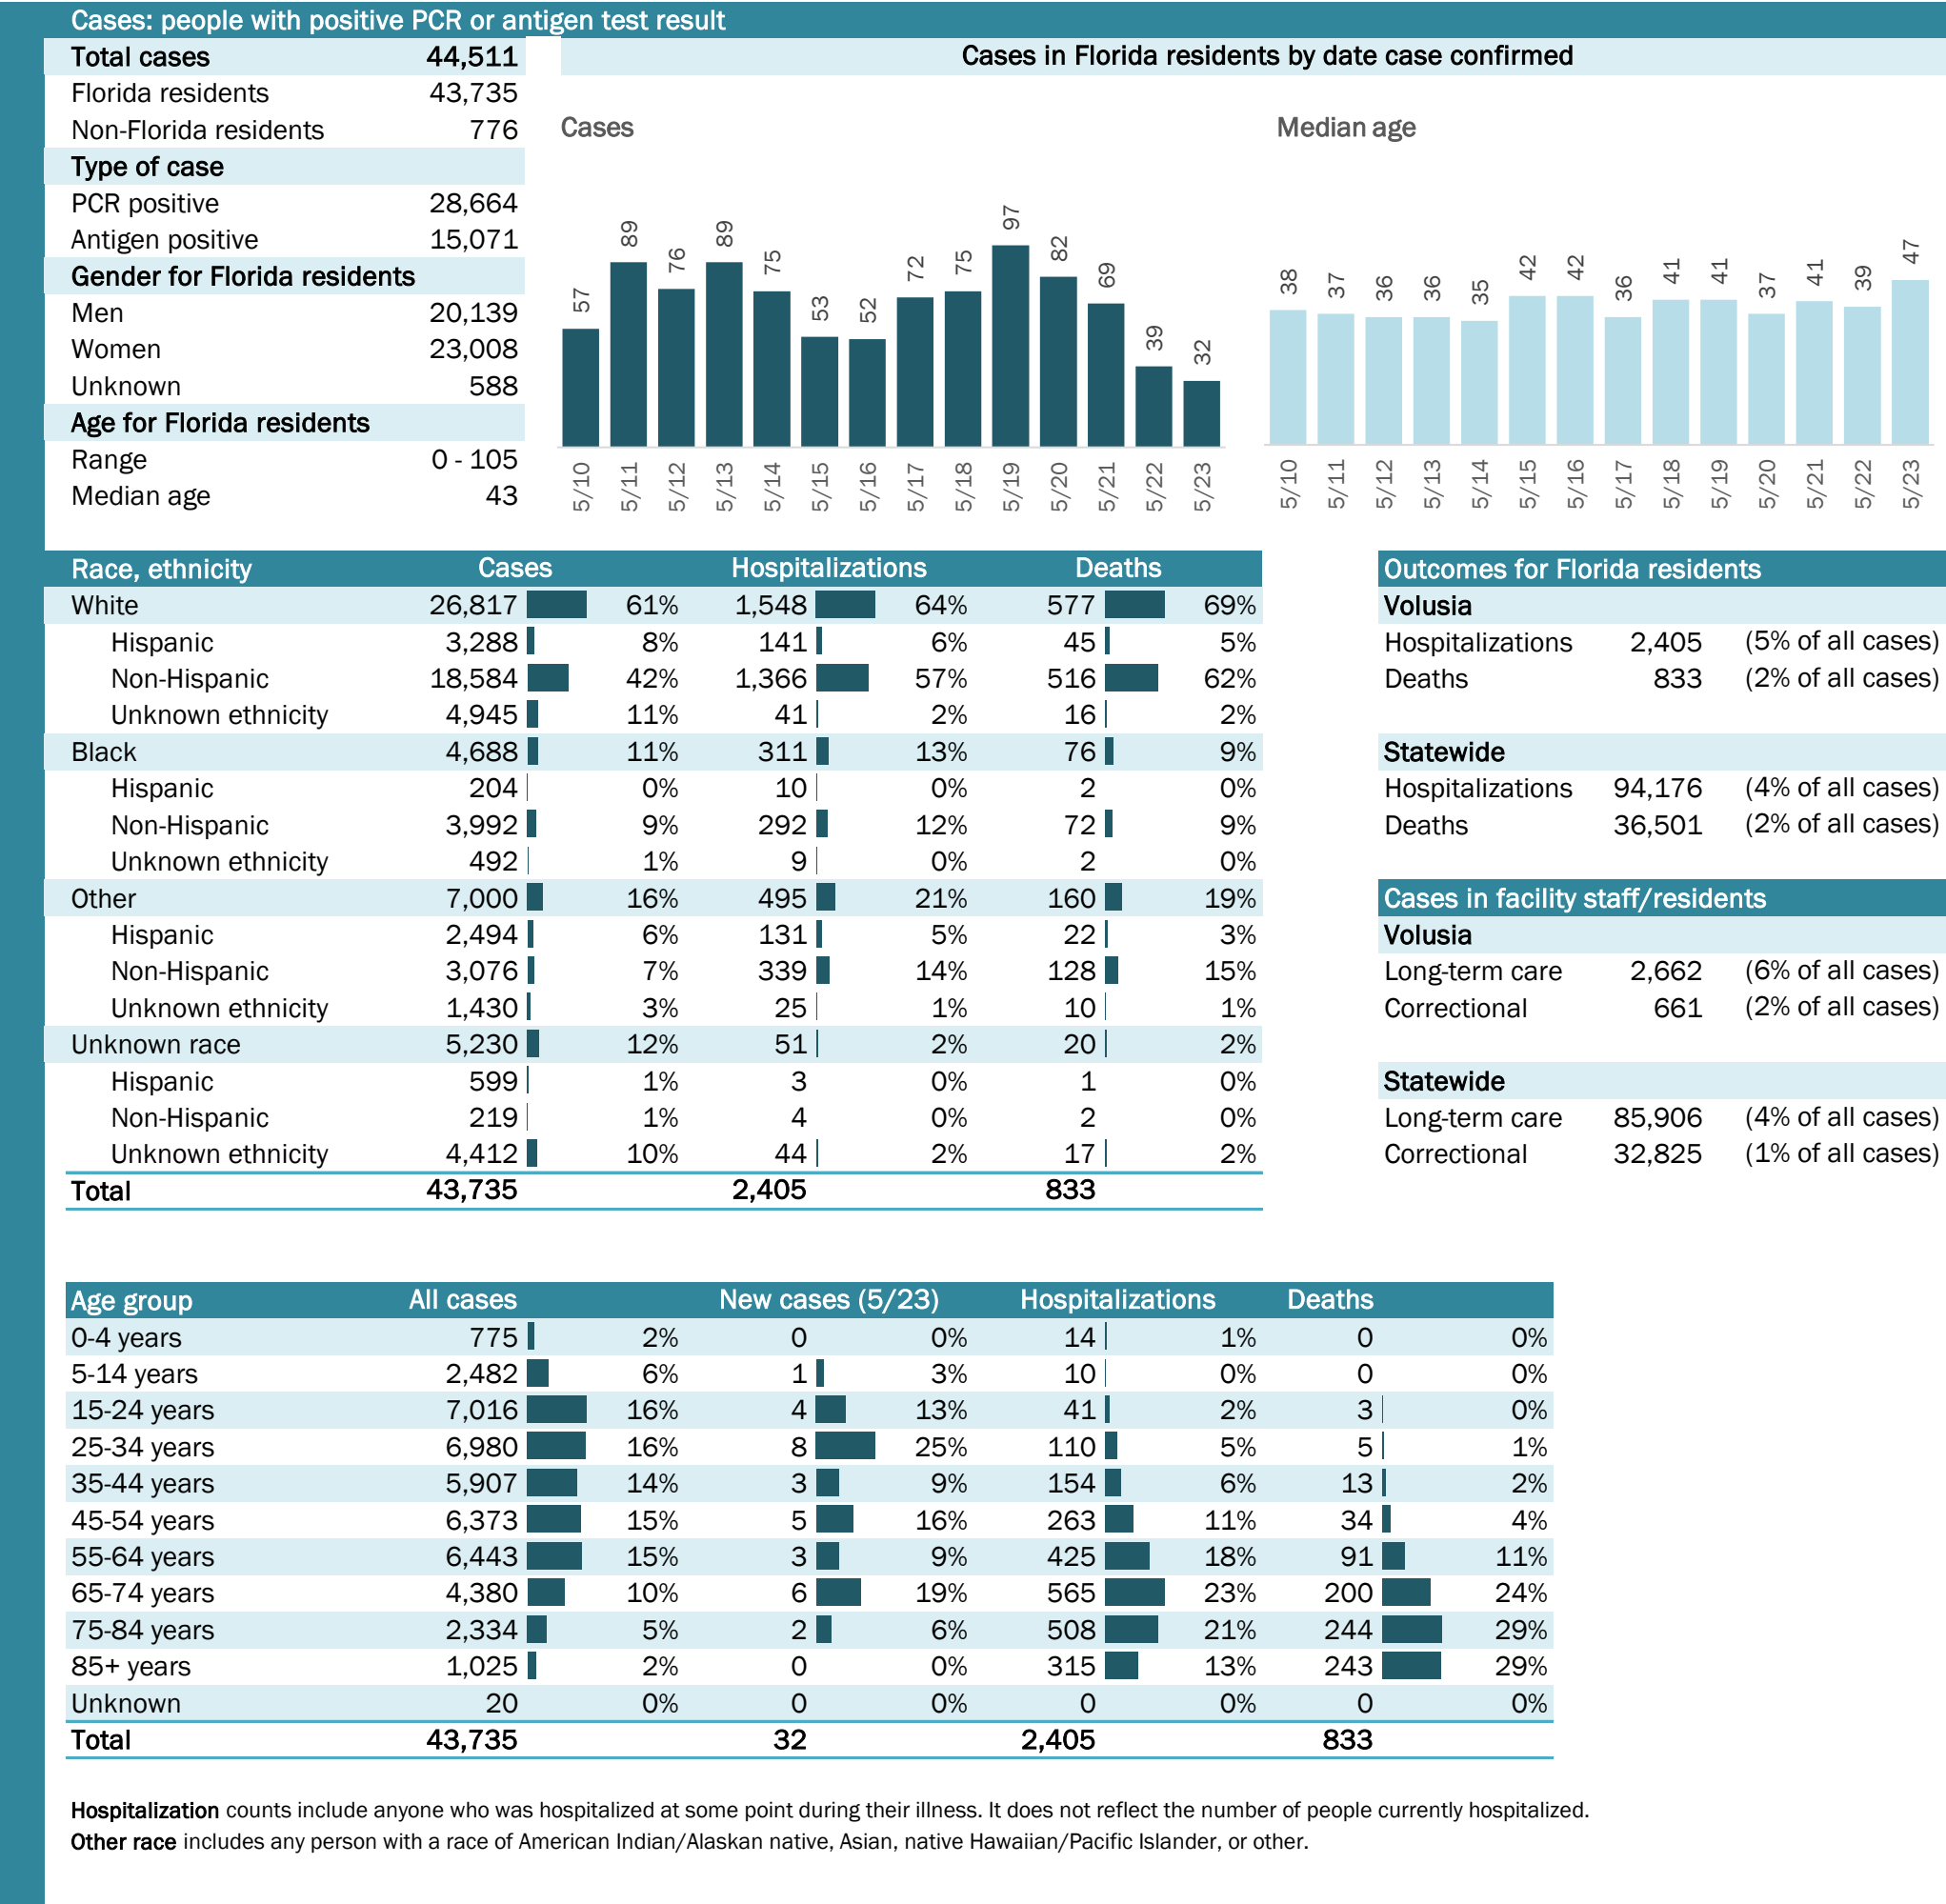 Cases: people with positive PCR or antigen test result
Total cases 44,511
Florida residents 43,735
Non-Florida residents 776
Type of case
PCR positive 28,664
Antigen positive 15,071
Gender for Florida residents
Men 20,139
Women 23,008
Unknown 588
Age for Florida residents
Range 0 - 105
Median age 43
Cases in Florida residents by date case confirmed
Cases
57 89 76 89 75 53 52 72 75 97 82 69 39 32
5/10 5/11 5/12 5/13 5/14 5/15 5/16 5/17 5/18 5/19 5/20 5/21 5/22 5/23
Median age
38 37 36 36 35 42 42 36 41 41 37 41 39 47
5/10 5/11 5/12 5/13 5/14 5/15 5/16 5/17 5/18 5/19 5/20 5/21 5/22 5/23
Race, ethnicity Cases Hospitalizations Deaths
White 26,817 61% 1,548 64% 577 69%
Hispanic 3,288 8% 141 6% 45 5%
Non-Hispanic 18,584 42% 1,366 57% 516 62%
Unknown ethnicity 4,945 11% 41 2% 16 2%
Black 4,688 11% 311 13% 76 9%
Hispanic 204 0% 10 0% 2 0%
Non-Hispanic 3,992 9% 292 12% 72 9%
Unknown ethnicity 492 1% 9 0% 2 0%
Other 7,000 16% 495 21% 160 19%
Hispanic 2,494 6% 131 5% 22 3%
Non-Hispanic 3,076 7% 339 14% 128 15%
Unknown ethnicity 1,430 3% 25 1% 10 1%
Unknown race 5,230 12% 51 2% 20 2%
Hispanic 599 1% 3 0% 1 0%
Non-Hispanic 219 1% 4 0% 2 0%
Unknown ethnicity 4,412 10% 44 2% 17 2%
Total 43,735 2,405 833
Outcomes for Florida residents
Volusia
Hospitalizations 2,405 (5% of all cases)
Deaths 833 (2% of all cases)
Statewide
Hospitalizations 94,176 (4% of all cases)
Deaths 36,501 (2% of all cases)
Cases in facility staff/residents
Volusia
Long-term care 2,662 (6% of all cases)
Correctional 661 (2% of all cases)
Statewide
Long-term care 85,906 (4% of all cases)
Correctional 32,825 (1% of all cases)
Age group All cases New cases (5/23) Hospitalizations Deaths
0-4 years 775 2% 0 0% 14 1% 0 0%
5-14 years 2,482 6% 1 3% 10 0% 0 0%
15-24 years 7,016 16% 4 13% 41 2% 3 0%
25-34 years 6,980 16% 8 25% 110 5% 5 1%
35-44 years 5,907 14% 3 9% 154 6% 13 2%
45-54 years 6,373 15% 5 16% 263 11% 34 4%
55-64 years 6,443 15% 3 9% 425 18% 91 11%
65-74 years 4,380 10% 6 19% 565 23% 200 24%
75-84 years 2,334 5% 2 6% 508 21% 244 29%
85+ years 1,025 2% 0 0% 315 13% 243 29%
Unknown 20 0% 0 0% 0 0% 0 0%
Total 43,735 32 2,405 833
Hospitalization counts include anyone who was hospitalized at some point during their illness. It does not reflect the number of people currently hospitalized.
Other race includes any person with a race of American Indian/Alaskan native, Asian, native Hawaiian/Pacific Islander, or other.